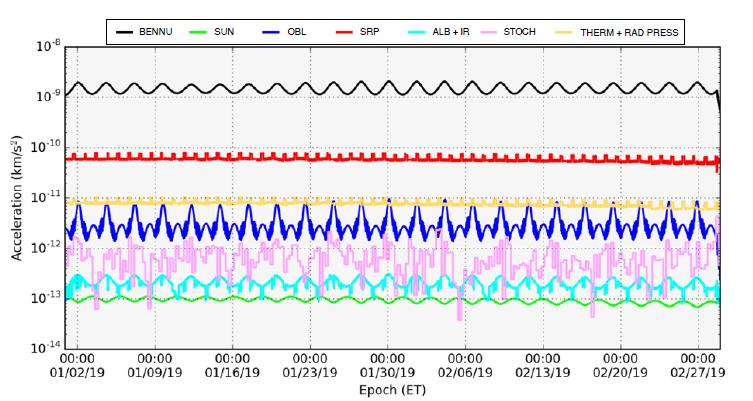 BENNU SUN OBL SRP ALB + IR STOCH THERM + RAD PRESS
10-8
10-9
10-10
10-11
10-12
10-13
10-14
Acceleration (km/s2)
00:00 00:00 00:00 00:00 00:00 00:00 00:00 00:00 00:00
01/02/19 01/09/19 01/16/19 01/23/19 01/30/19 02/06/19 02/13/19 02/20/19 02/27/19
Epoch (ET)